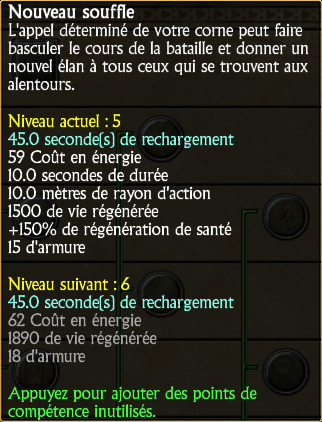 Nouveau souffle
L'appel déterminé de votre corne peut faire
basculer le cours de la bataille et donner un
nouvel élan à tous ceux qui se trouvent aux
alentours.
Niveau actuel : 5
45.0 seconde(s) de rechargement
59 Coût en énergie
10.0 secondes de durée
10.0 mètres de rayon d'action
1500 de vie régénérée
+150% de régénération de santé
15 d'armure
Niveau suivant : 6
45.0 seconde(s) de rechargement
62 Coût en énergie
1890 de vie régénérée
18 d'armure
Appuyez pour ajouter des points de
compétence inutilisés.